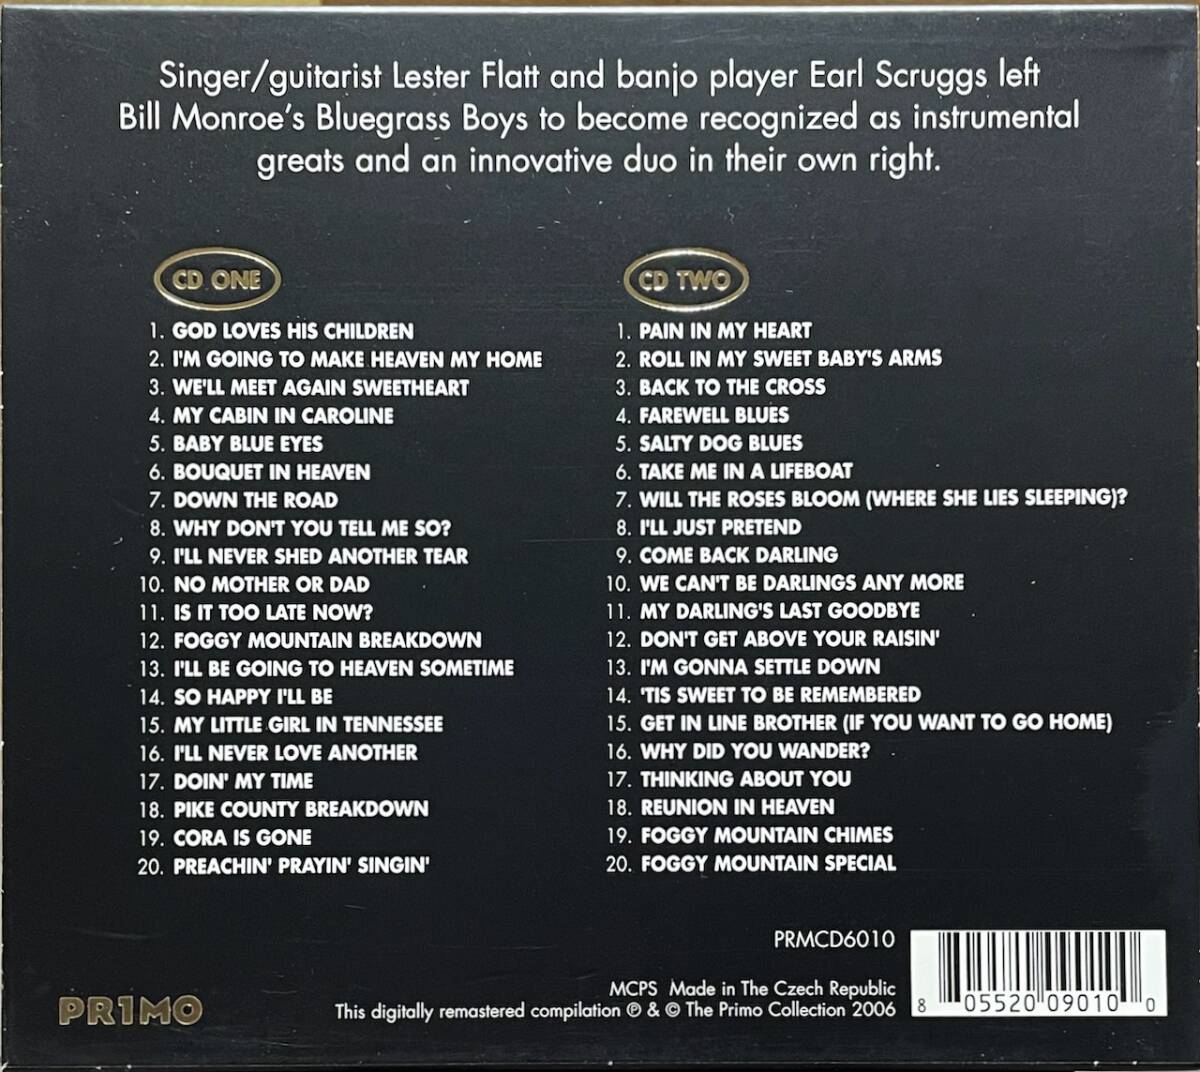 Singer/guitarist Lester Flatt and banjo player Earl Scruggs left
Bill Monroe's Bluegrass Boys to become recognized as instrumental
greats and an innovative duo in their own right.
CD ONE
1. GOD LOVES HIS CHILDREN
2. I'M GOING TO MAKE HEAVEN MY HOME
3. WE'LL MEET AGAIN SWEETHEART
4. MY CABIN IN CAROLINE
5. BABY BLUE EYES
6. BOUQUET IN HEAVEN
7. DOWN THE ROAD
8. WHY DON'T YOU TELL ME SO?
9. I'LL NEVER SHED ANOTHER TEAR
10. NO MOTHER OR DAD
11. IS IT TOO LATE NOW?
12. FOGGY MOUNTAIN BREAKDOWN
13. I'LL BE GOING TO HEAVEN SOMETIME
14. SO HAPPY I'LL BE
15. MY LITTLE GIRL IN TENNESSEE
16. I'LL NEVER LOVE ANOTHER
17. DOIN' MY TIME
18. PIKE COUNTY BREAKDOWN
19. CORA IS GONE
20. PREACHIN' PRAYIN' SINGIN'
CD TWO
1. PAIN IN MY HEART
2. ROLL IN MY SWEET BABY'S ARMS
3. BACK TO THE CROSS
4. FAREWELL BLUES
5. SALTY DOG BLUES
6. TAKE ME IN A LIFEBOAT
7. WILL THE ROSES BLOOM (WHERE SHE LIES SLEEPING)?
8. I'LL JUST PRETEND
9. COME BACK DARLING
10. WE CAN'T BE DARLINGS ANY MORE
11. MY DARLING'S LAST GOODBYE
12. DON'T GET ABOVE YOUR RAISIN'
13. I'M GONNA SETTLE DOWN
14. 'TIS SWEET TO BE REMEMBERED
15. GET IN LINE BROTHER (IF YOU WANT TO GO HOME)
16. WHY DID YOU WANDER?
17. THINKING ABOUT YOU
18. REUNION IN HEAVEN
19. FOGGY MOUNTAIN CHIMES
20. FOGGY MOUNTAIN SPECIAL
PRMCD6010
MCPS Made in The Czech Republic
This digitally remastered compilation ℗ & © The Primo Collection 2006
PR1MO
8 05520 09010 0